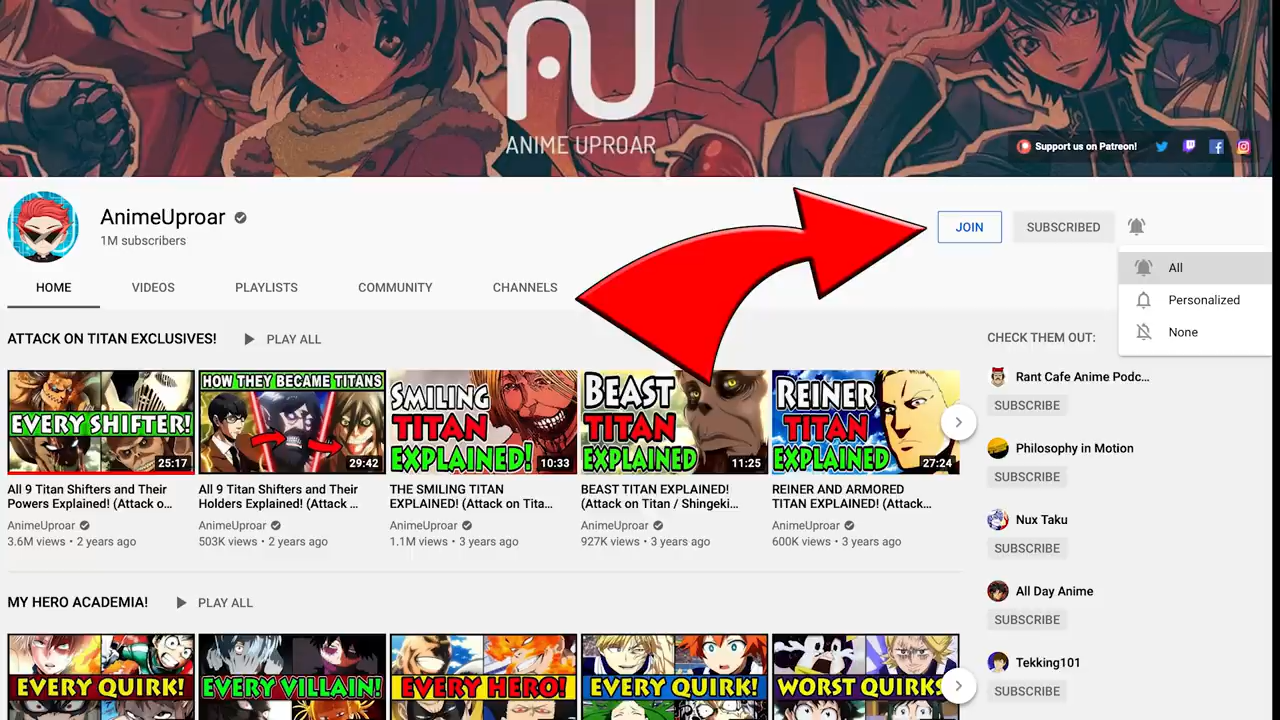 ANIME UPROAR
Support us on Patreon!
AnimeUproar
1M subscribers
JOIN
SUBSCRIBED
All
Personalized
None
HOME
VIDEOS
PLAYLISTS
COMMUNITY
CHANNELS
ATTACK ON TITAN EXCLUSIVES!
PLAY ALL
EVERY SHIFTER!
25:17
All 9 Titan Shifters and Their
Powers Explained! (Attack o...
AnimeUproar
3.6M views • 2 years ago
HOW THEY BECAME TITANS
29:42
All 9 Titan Shifters and Their
Holders Explained! (Attack ...
AnimeUproar
503K views • 2 years ago
SMILING
TITAN
EXPLAINED!
10:33
THE SMILING TITAN
EXPLAINED! (Attack on Tita...
AnimeUproar
1.1M views • 3 years ago
BEAST
TITAN
EXPLAINED
11:25
BEAST TITAN EXPLAINED!
(Attack on Titan / Shingeki...
AnimeUproar
927K views • 3 years ago
REINER
TITAN
EXPLAINED
27:24
REINER AND ARMORED
TITAN EXPLAINED! (Attack...
AnimeUproar
600K views • 3 years ago
CHECK THEM OUT:
Rant Cafe Anime Podc...
SUBSCRIBE
Philosophy in Motion
SUBSCRIBE
Nux Taku
SUBSCRIBE
All Day Anime
SUBSCRIBE
Tekking101
SUBSCRIBE
MY HERO ACADEMIA!
PLAY ALL
EVERY QUIRK!
EVERY VILLAIN!
EVERY HERO!
EVERY QUIRK!
WORST QUIRKS